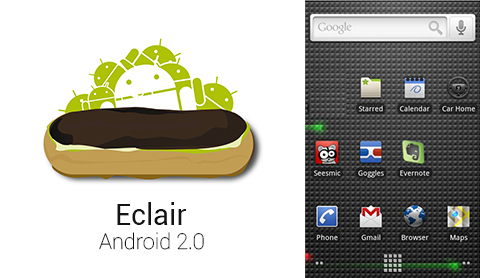 Eclair
Android 2.0
Google
Starred Calendar Car Home
Seesmic Goggles Evernote
Phone Gmail Browser Maps